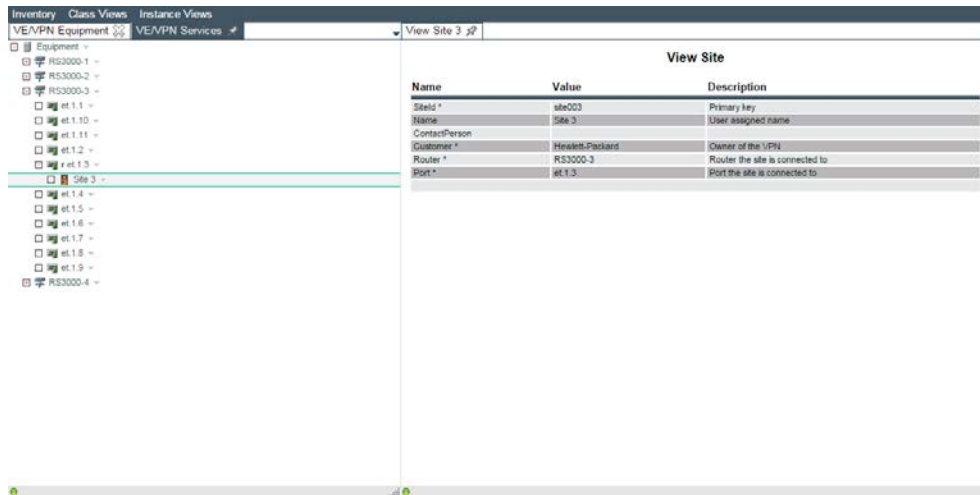 Inventory Class Views Instance Views
VE/VPN Equipment VE/VPN Services
Equipment
RS3000-1
RS3000-2
RS3000-3
et.1.1
et.1.10
et.1.11
et.1.2
r et.1.3
Site 3
et.1.4
et.1.5
et.1.6
et.1.7
et.1.8
et.1.9
RS3000-4
View Site 3
View Site
Name Value Description
SiteId * site003 Primary key
Name Site 3 User assigned name
ContactPerson
Customer * Hewlett-Packard Owner of the VPN
Router * RS3000-3 Router the site is connected to
Port * et.1.3 Port the site is connected to